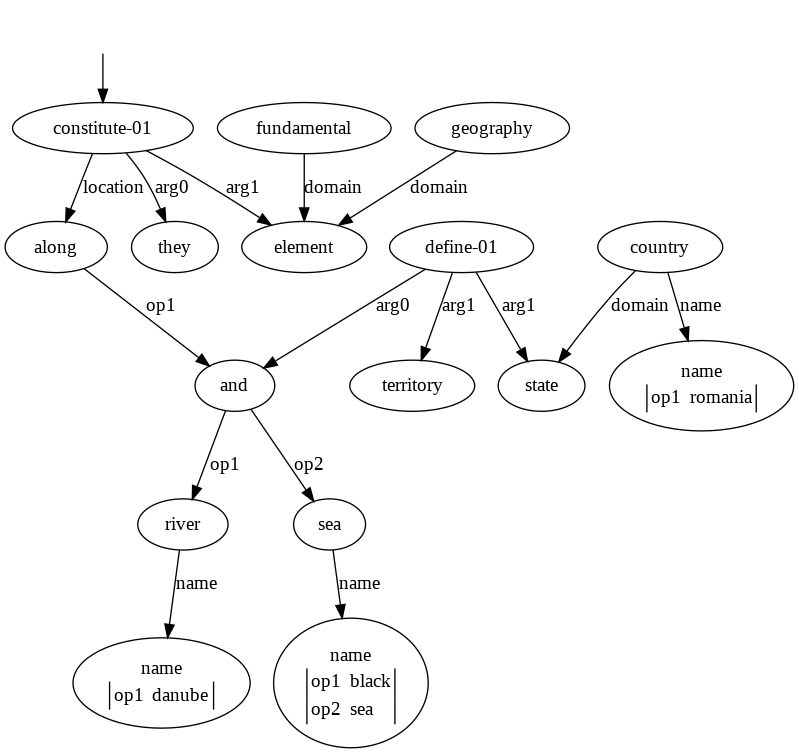 constitute-01 fundamental geography
location arg0 arg1 domain domain
along they element define-01 country
op1 arg0 arg1 arg1 domain name
and territory state name
op1 romania
op1 op2
river sea
name name
name
op1 danube
name
op1 black
op2 sea